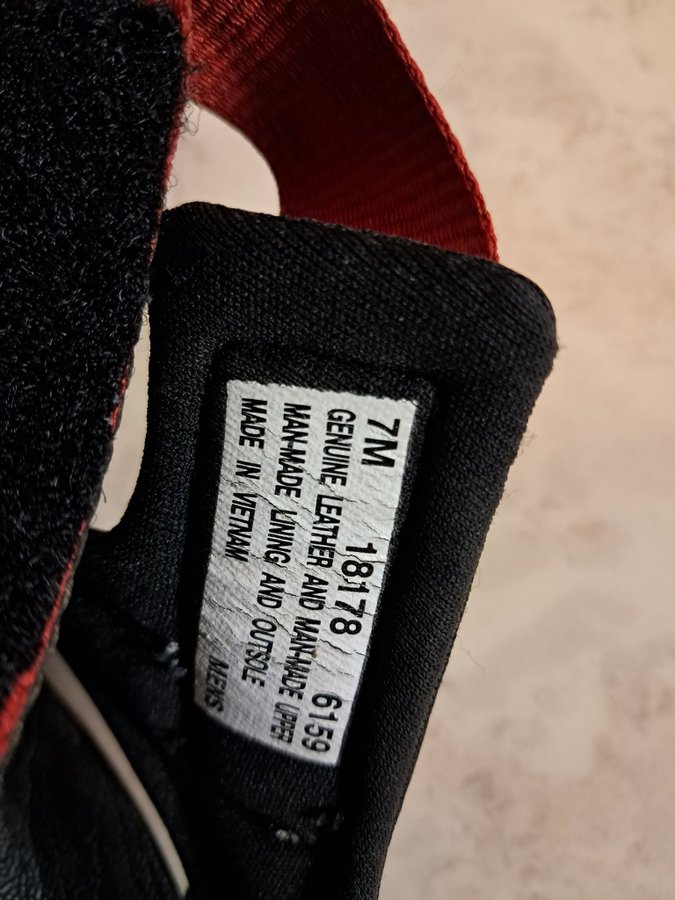 7M 18178 6159
GENUINE LEATHER AND MAN-MADE UPPER
MAN-MADE LINING AND OUTSOLE
MADE IN VIETNAM MENS